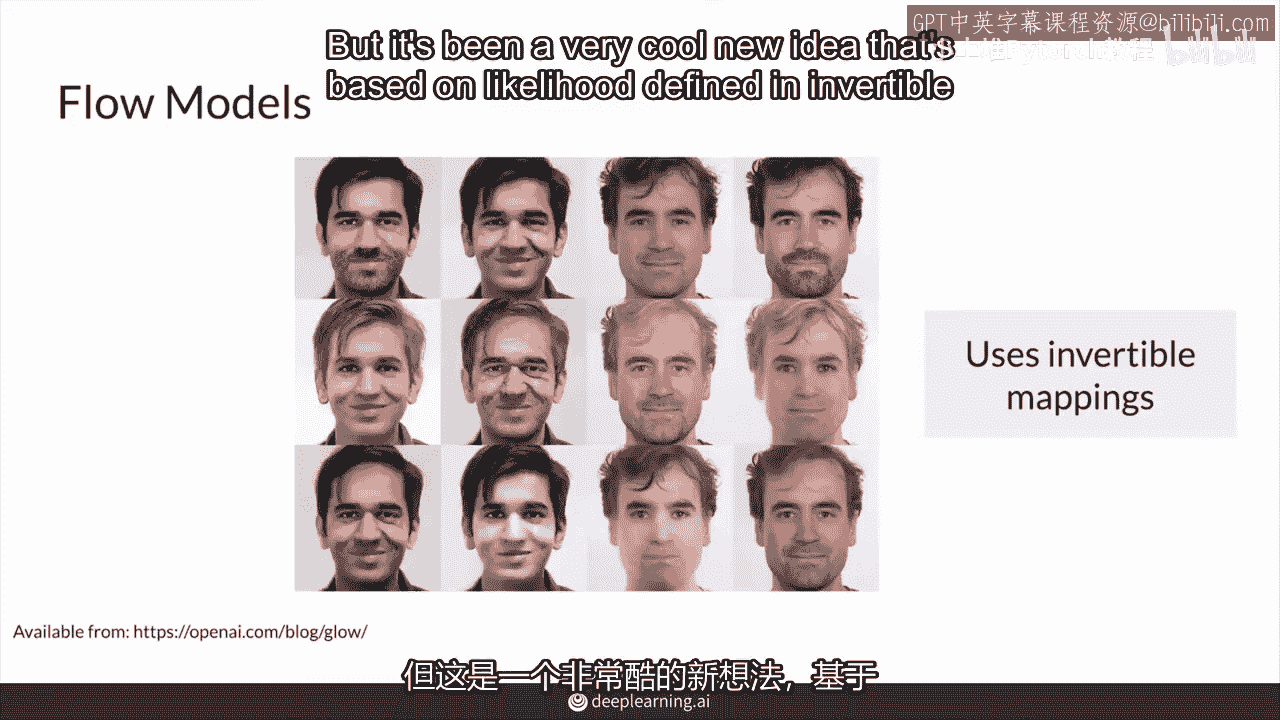 GPT中英字幕课程资源@bilibili.com
But it's been a very cool new idea that's
based on likelihood defined in invertible
Flow Models
Uses invertible
mappings
Available from: https://openai.com/blog/glow/
但这是一个非常酷的新想法，基于
deeplearning.ai